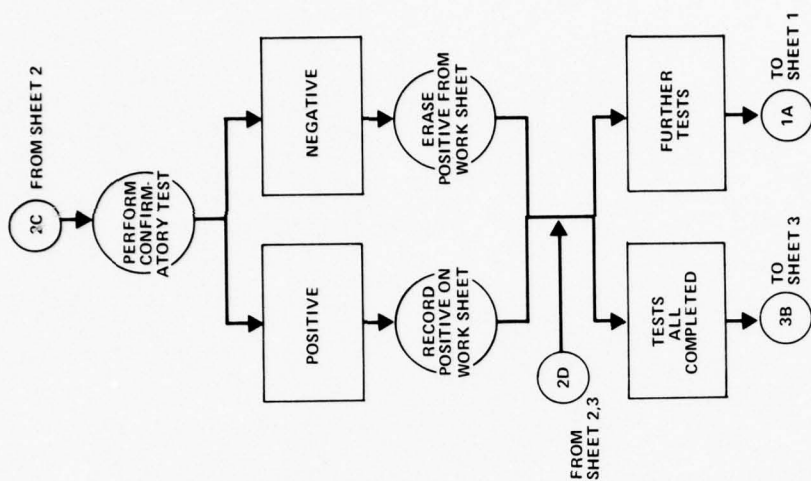 2C
FROM SHEET 2
PERFORM
CONFIRM-
ATORY TEST
POSITIVE
NEGATIVE
RECORD
POSITIVE ON
WORK SHEET
ERASE
POSITIVE FROM
WORK SHEET
2D
FROM
SHEET 2,3
TESTS
ALL
COMPLETED
FURTHER
TESTS
3B
TO
SHEET 3
1A
TO
SHEET 1